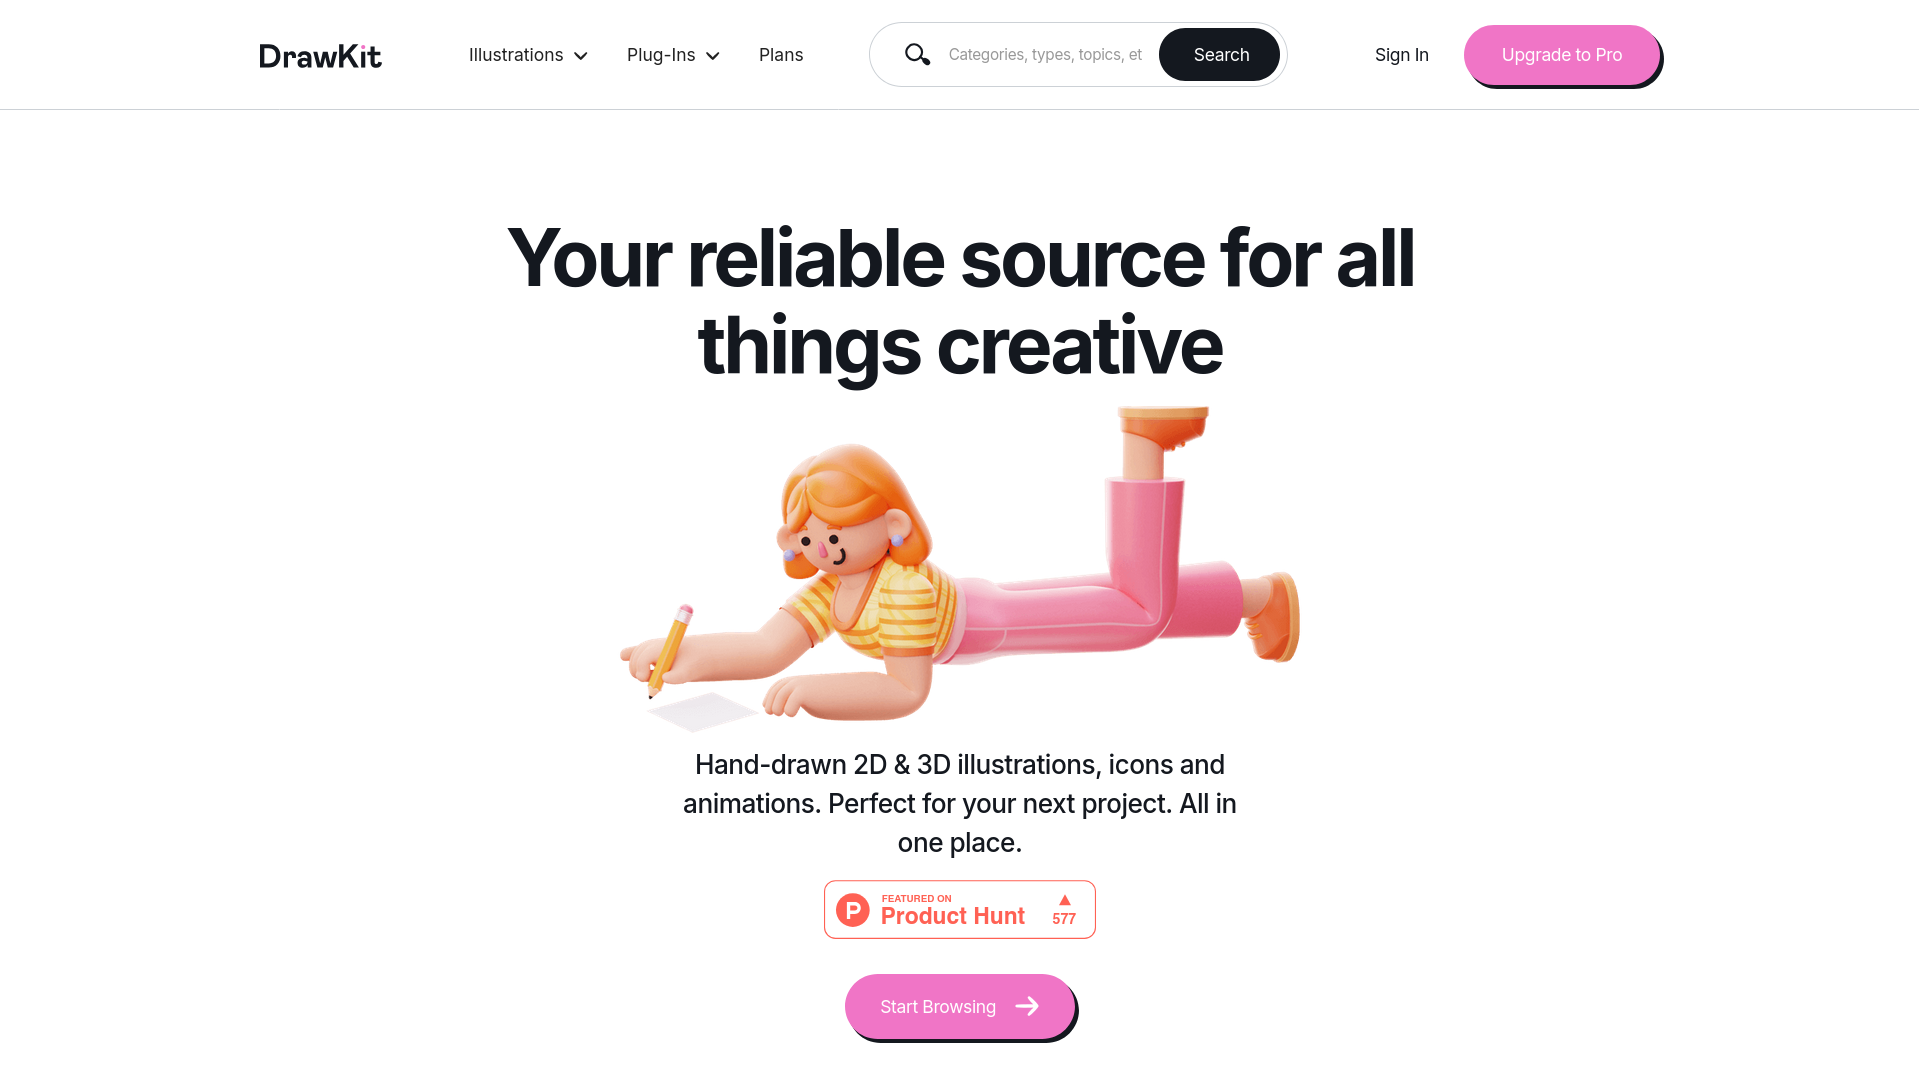 DrawKit
Illustrations
Plug-Ins
Plans
Categories, types, topics, et
Search
Sign In
Upgrade to Pro
Your reliable source for all
things creative
Hand-drawn 2D & 3D illustrations, icons and
animations. Perfect for your next project. All in
one place.
P
FEATURED ON
Product Hunt
577
Start Browsing